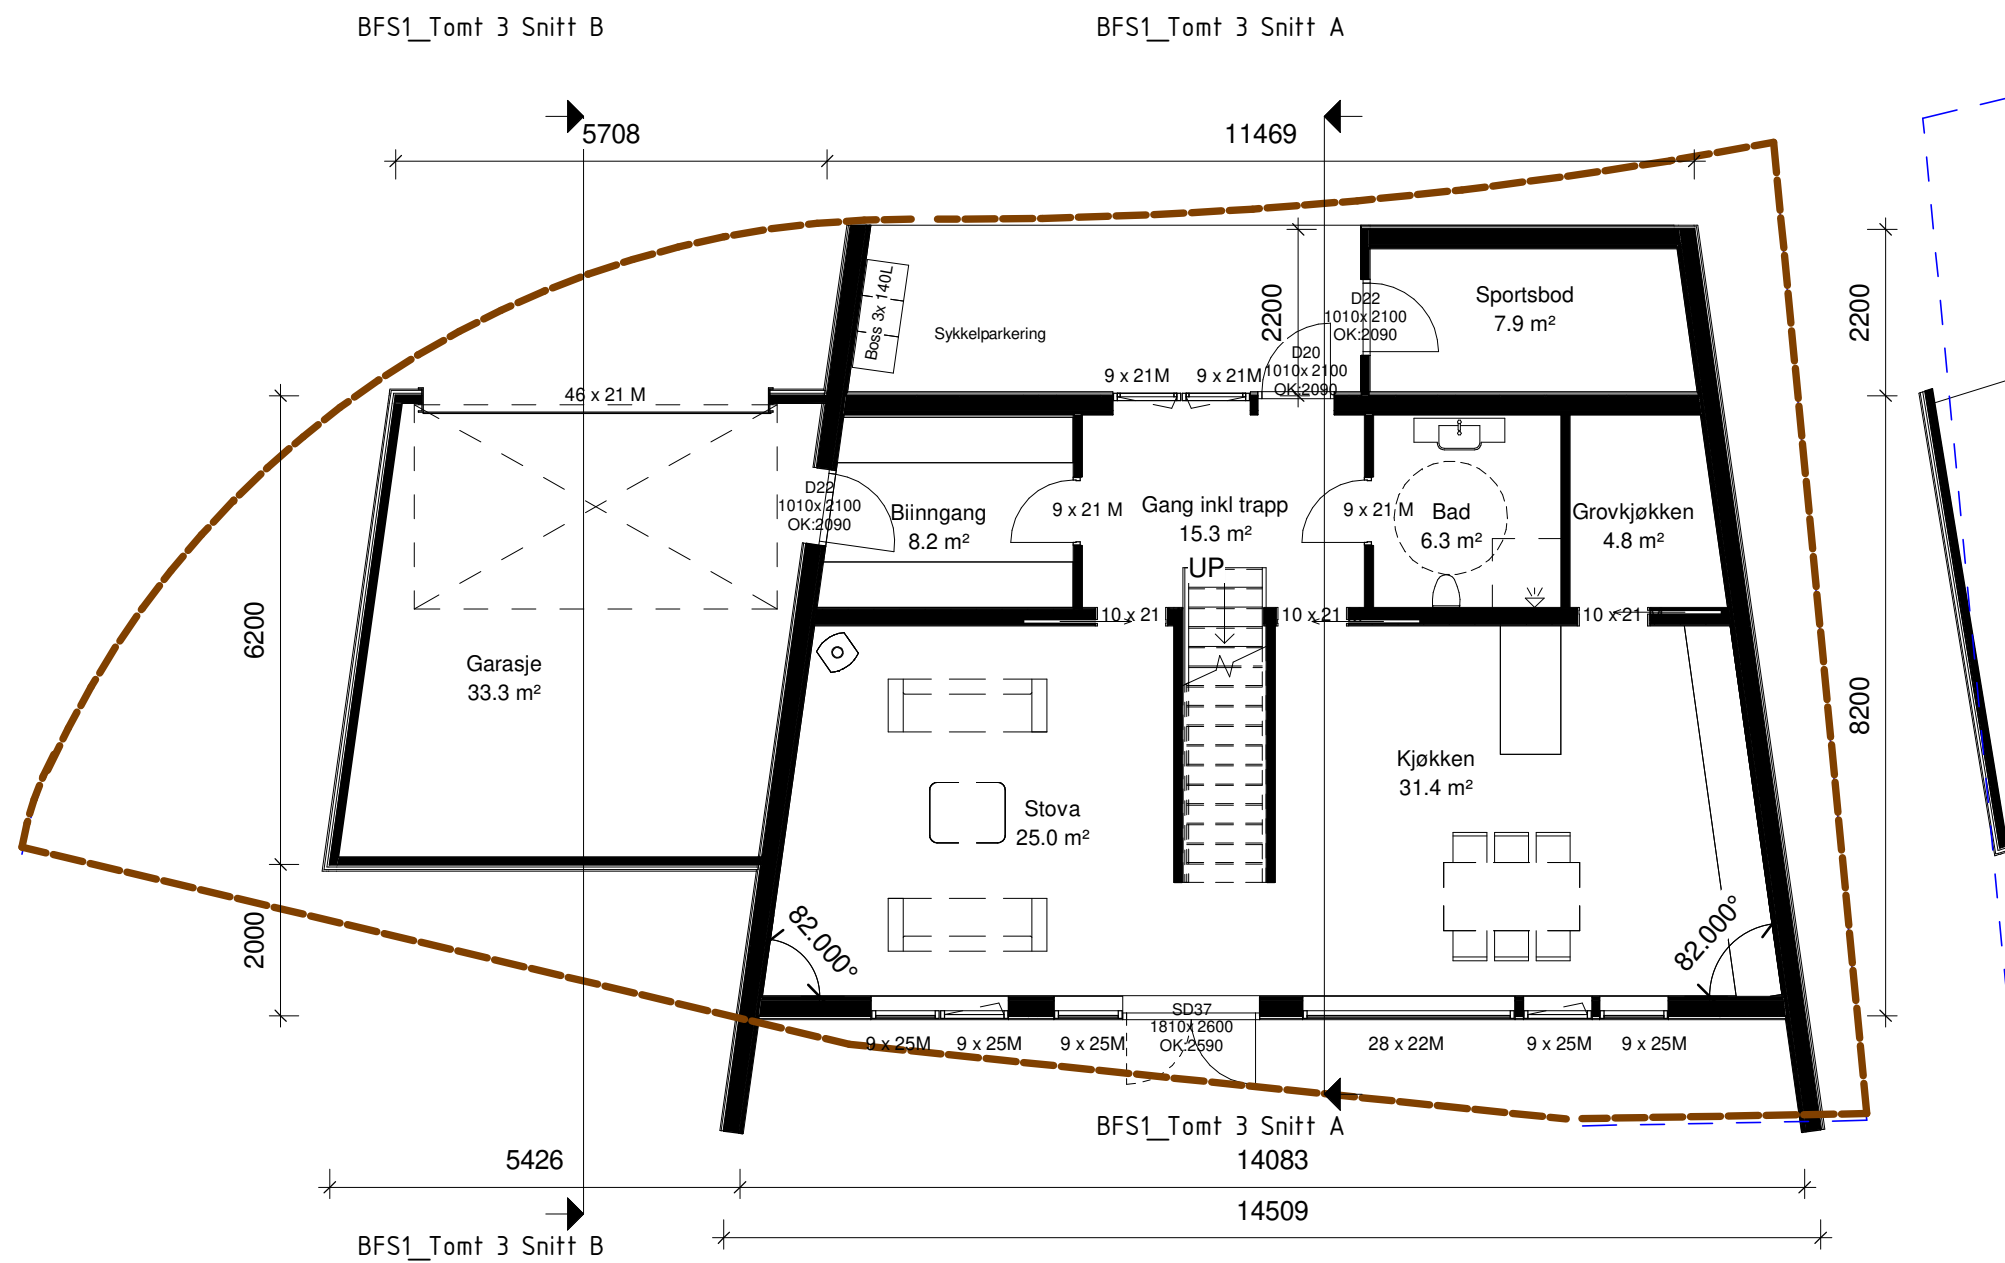 BFS1_Tomt 3 Snitt B
BFS1_Tomt 3 Snitt A
5708
11469
2200
2200
Boss 3x 140L
Sykkelparkering
D22
1010x 2100
OK:2090
Sportsbod
7.9 m²
D20
1010x 2100
OK:2090
9 x 21M
9 x 21M
46 x 21 M
D22
1010x 2100
OK:2090
Biinngang
8.2 m²
9 x 21 M
Gang inkl trapp
15.3 m²
UP
9 x 21 M
Bad
6.3 m²
Grovkjøkken
4.8 m²
10 x 21
10 x 21
10 x 21
6200
8200
Garasje
33.3 m²
Kjøkken
31.4 m²
Stova
25.0 m²
2000
82.000°
82.000°
SD37
1810x 2600
OK:2590
9 x 25M
9 x 25M
9 x 25M
28 x 22M
9 x 25M
9 x 25M
BFS1_Tomt 3 Snitt A
5426
14083
14509
BFS1_Tomt 3 Snitt B